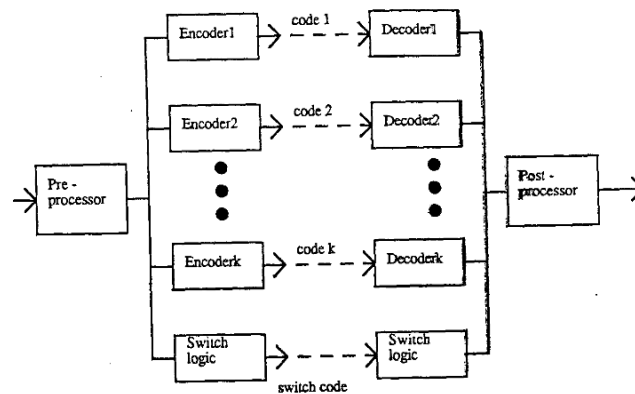 code 1
Encoder1
Decoder1
code 2
Encoder2
Decoder2
Pre -
processor
Post -
processor
code k
Encoderk
Decoderk
Switch
logic
Switch
logic
switch code